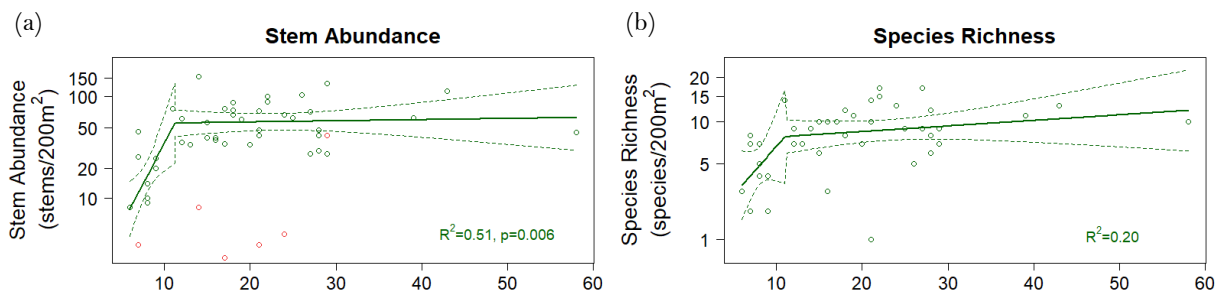 (a)
Stem Abundance
Stem Abundance
(stems/200m²)
150
100
50
20
10
R²=0.51, p=0.006
10
20
30
40
50
60
(b)
Species Richness
Species Richness
(species/200m²)
20
15
10
5
1
R²=0.20
10
20
30
40
50
60